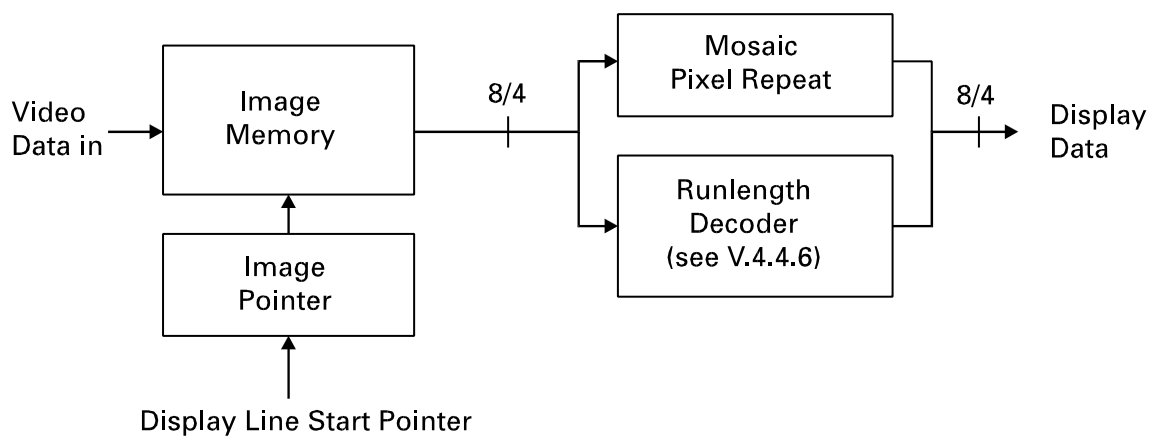 Video
Data in
Image
Memory
Image
Pointer
Display Line Start Pointer
8/4
Mosaic
Pixel Repeat
Runlength
Decoder
(see V.4.4.6)
8/4
Display
Data